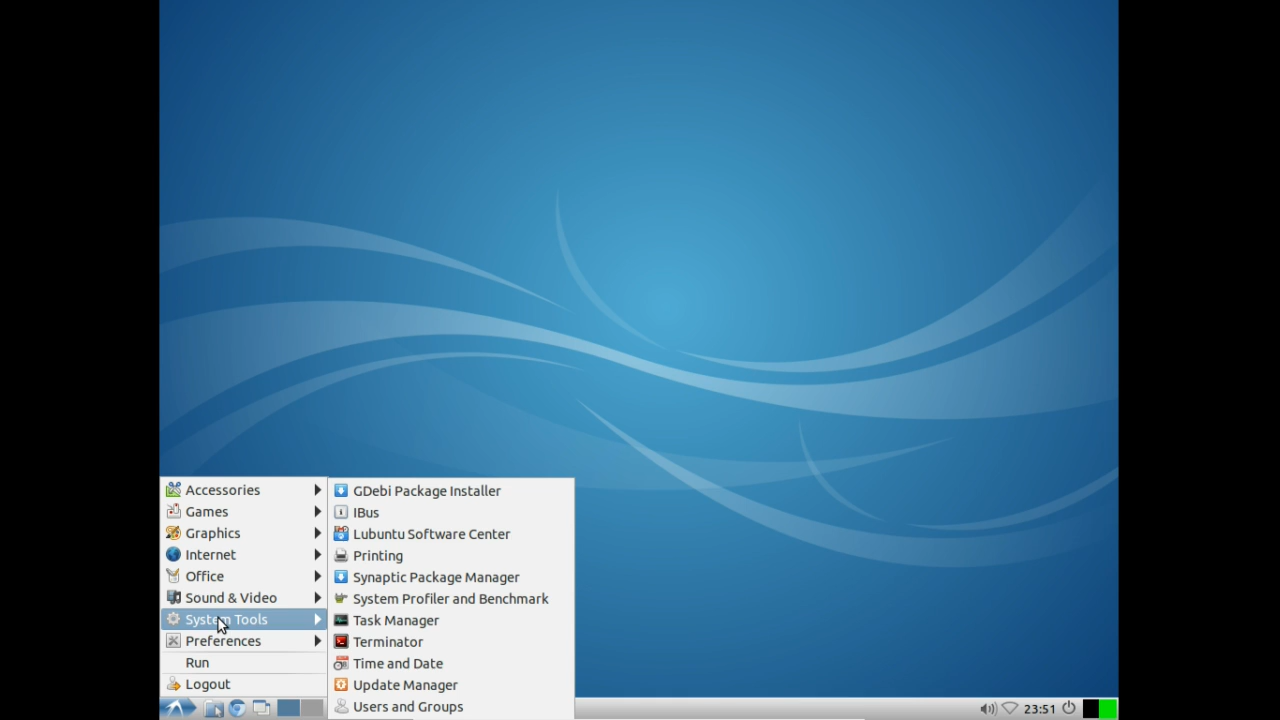 Accessories
Games
Graphics
Internet
Office
Sound & Video
System Tools
Preferences
Run
Logout
GDebi Package Installer
IBus
Lubuntu Software Center
Printing
Synaptic Package Manager
System Profiler and Benchmark
Task Manager
Terminator
Time and Date
Update Manager
Users and Groups
23:51